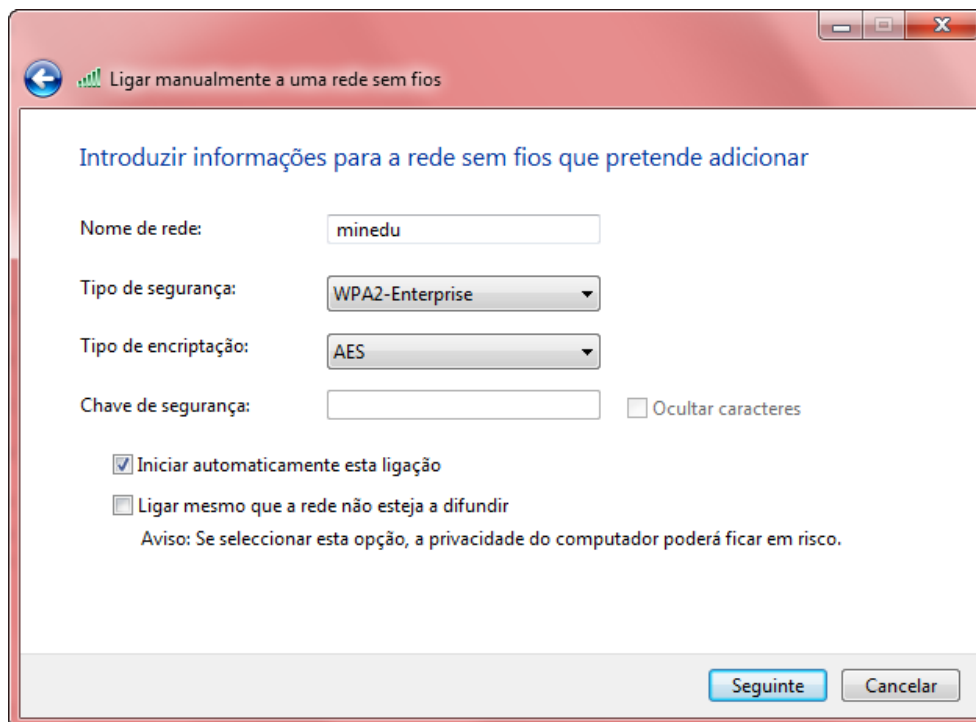 Ligar manualmente a uma rede sem fios
Introduzir informações para a rede sem fios que pretende adicionar
Nome de rede: minedu
Tipo de segurança: WPA2-Enterprise
Tipo de encriptação: AES
Chave de segurança: Ocultar caracteres
Iniciar automaticamente esta ligação
Ligar mesmo que a rede não esteja a difundir
Aviso: Se seleccionar esta opção, a privacidade do computador poderá ficar em risco.
Seguinte Cancelar